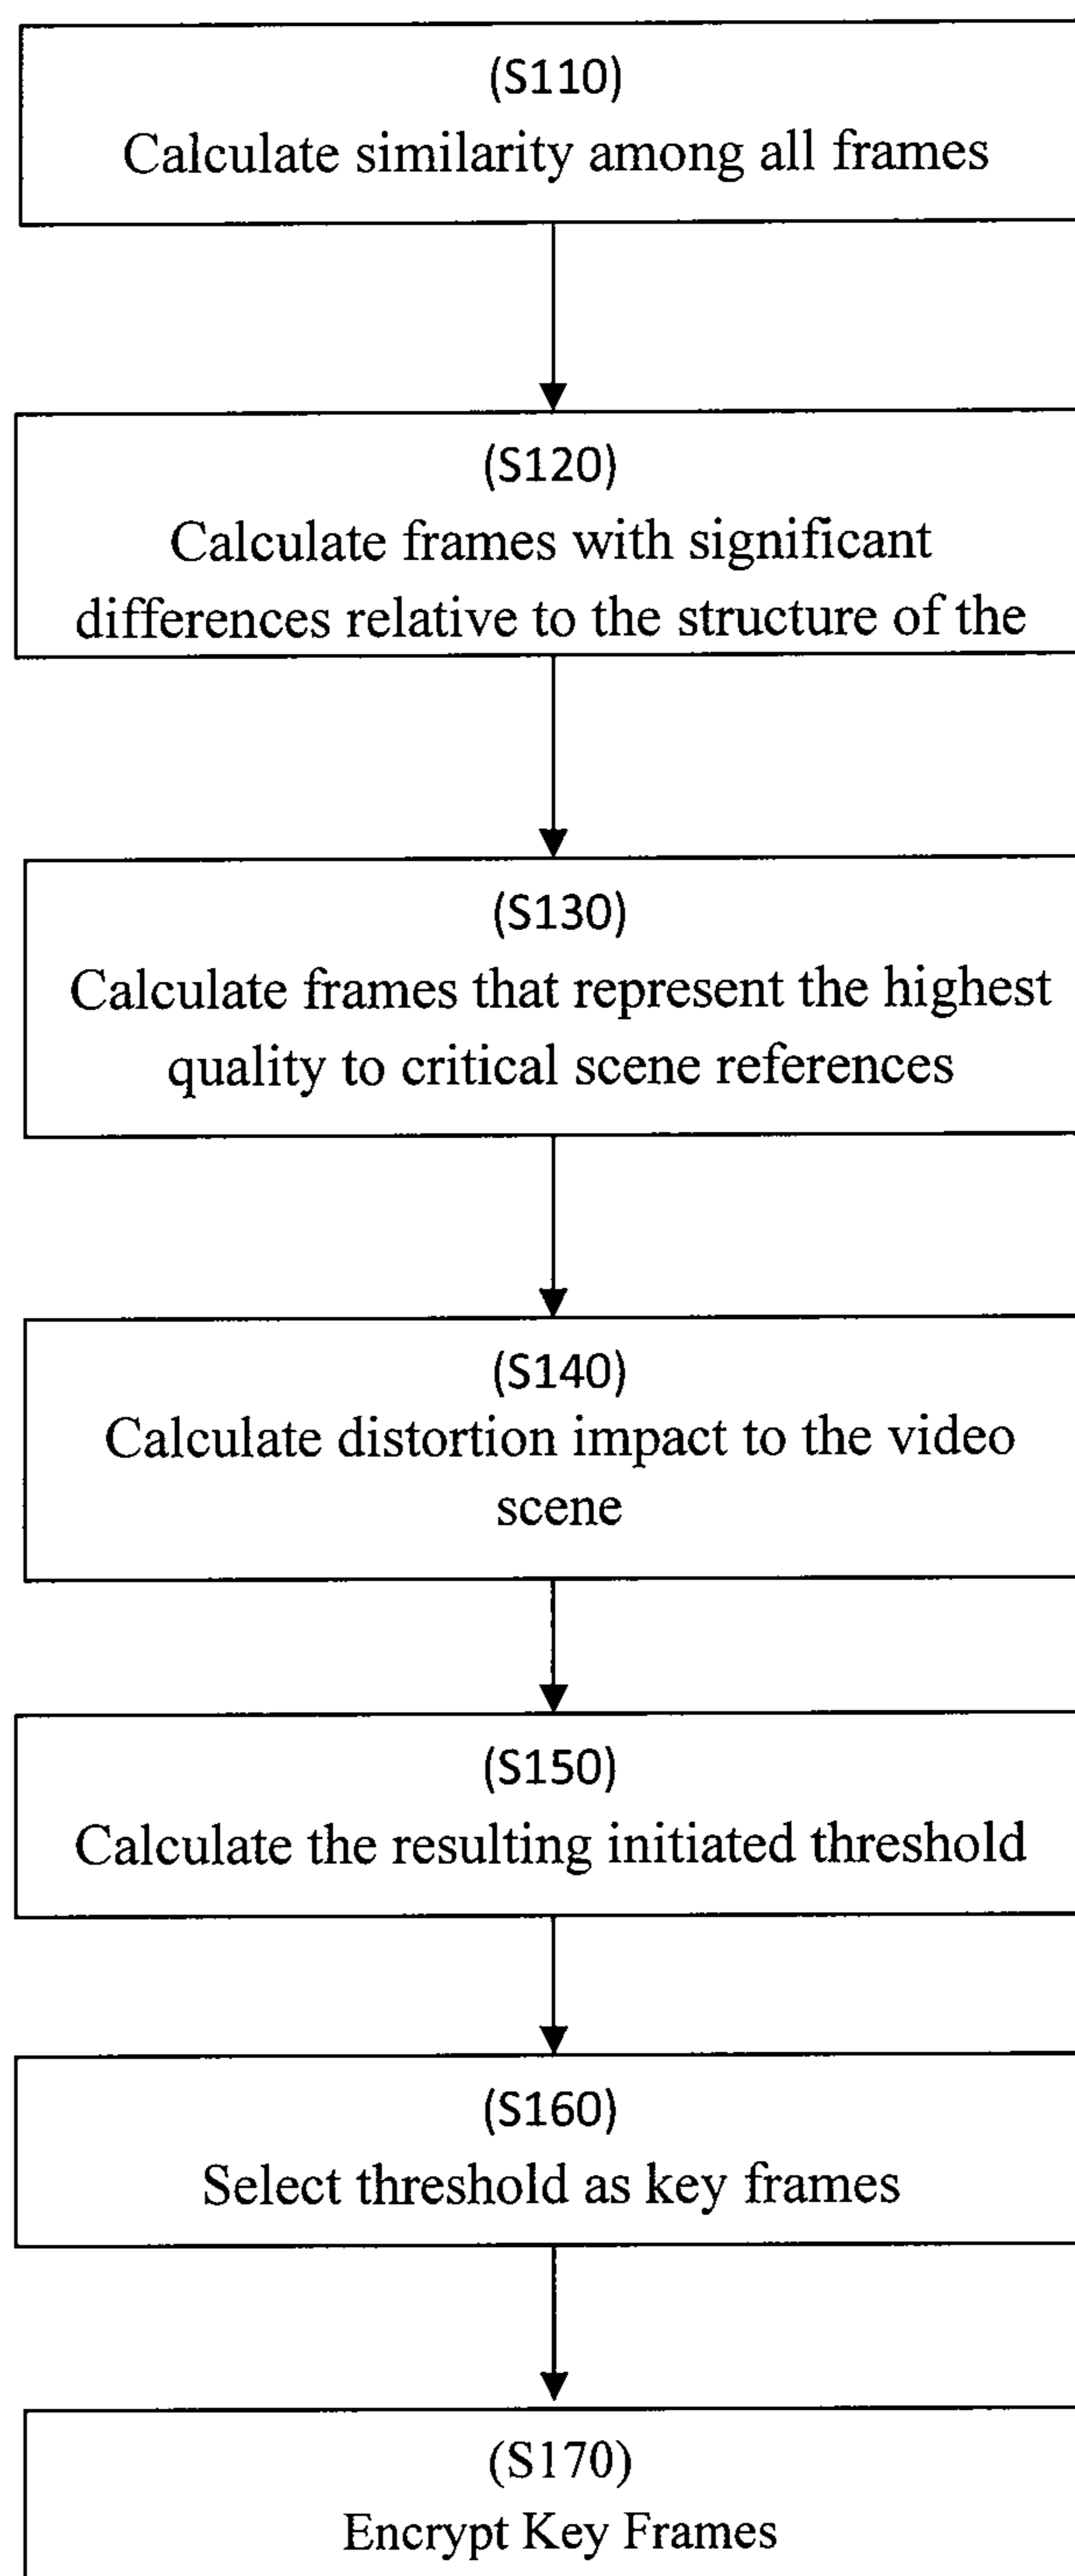 (S110)
Calculate similarity among all frames
(S120)
Calculate frames with significant
differences relative to the structure of the
(S130)
Calculate frames that represent the highest
quality to critical scene references
(S140)
Calculate distortion impact to the video
scene
(S150)
Calculate the resulting initiated threshold
(S160)
Select threshold as key frames
(S170)
Encrypt Key Frames